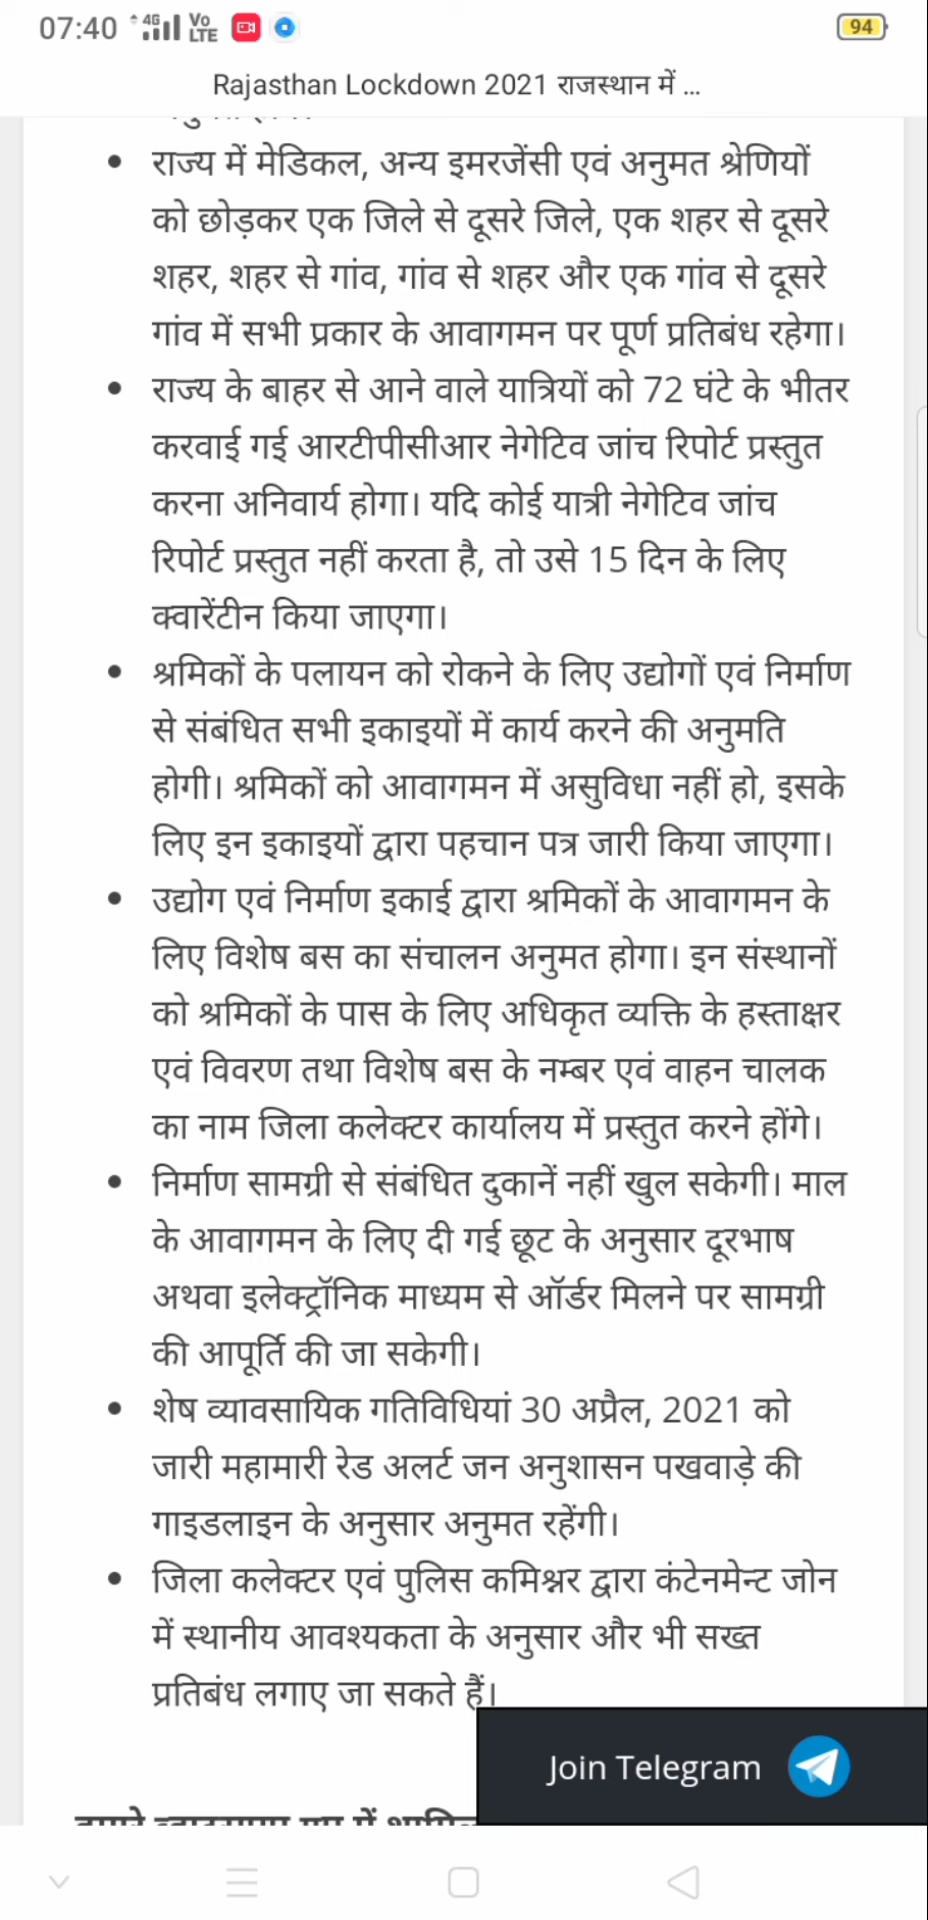 07:40 4G Vo LTE 94
Rajasthan Lockdown 2021 राजस्थान में ...
राज्य में मेडिकल, अन्य इमरजेंसी एवं अनुमत श्रेणियों
को छोड़कर एक जिले से दूसरे जिले, एक शहर से दूसरे
शहर, शहर से गांव, गांव से शहर और एक गांव से दूसरे
गांव में सभी प्रकार के आवागमन पर पूर्ण प्रतिबंध रहेगा।
राज्य के बाहर से आने वाले यात्रियों को 72 घंटे के भीतर
करवाई गई आरटीपीसीआर नेगेटिव जांच रिपोर्ट प्रस्तुत
करना अनिवार्य होगा। यदि कोई यात्री नेगेटिव जांच
रिपोर्ट प्रस्तुत नहीं करता है, तो उसे 15 दिन के लिए
क्वारेंटीन किया जाएगा।
श्रमिकों के पलायन को रोकने के लिए उद्योगों एवं निर्माण
से संबंधित सभी इकाइयों में कार्य करने की अनुमति
होगी। श्रमिकों को आवागमन में असुविधा नहीं हो, इसके
लिए इन इकाइयों द्वारा पहचान पत्र जारी किया जाएगा।
उद्योग एवं निर्माण इकाई द्वारा श्रमिकों के आवागमन के
लिए विशेष बस का संचालन अनुमत होगा। इन संस्थानों
को श्रमिकों के पास के लिए अधिकृत व्यक्ति के हस्ताक्षर
एवं विवरण तथा विशेष बस के नम्बर एवं वाहन चालक
का नाम जिला कलेक्टर कार्यालय में प्रस्तुत करने होंगे।
निर्माण सामग्री से संबंधित दुकानें नहीं खुल सकेगी। माल
के आवागमन के लिए दी गई छूट के अनुसार दूरभाष
अथवा इलेक्ट्रॉनिक माध्यम से ऑर्डर मिलने पर सामग्री
की आपूर्ति की जा सकेगी।
शेष व्यावसायिक गतिविधियां 30 अप्रैल, 2021 को
जारी महामारी रेड अलर्ट जन अनुशासन पखवाड़े की
गाइडलाइन के अनुसार अनुमत रहेंगी।
जिला कलेक्टर एवं पुलिस कमिश्नर द्वारा कंटेनमेन्ट जोन
में स्थानीय आवश्यकता के अनुसार और भी सख्त
प्रतिबंध लगाए जा सकते हैं।
Join Telegram